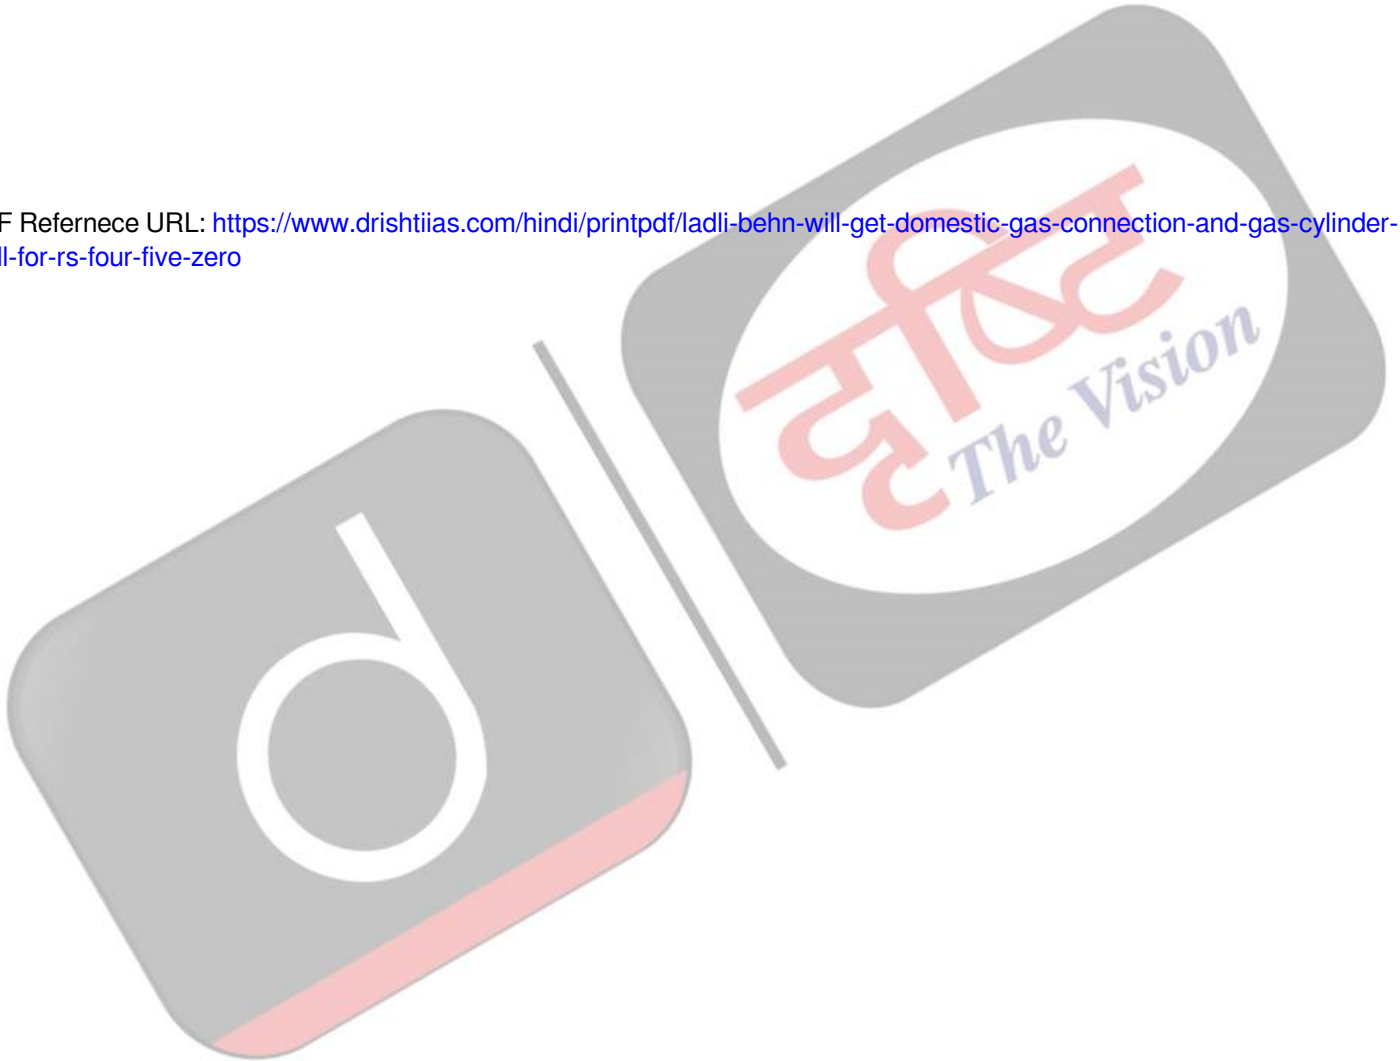 F Refernece URL: https://www.drishtiias.com/hindi/printpdf/ladli-behn-will-get-domestic-gas-connection-and-gas-cylinder-
ll-for-rs-four-five-zero
दृष्टि
The Vision
d